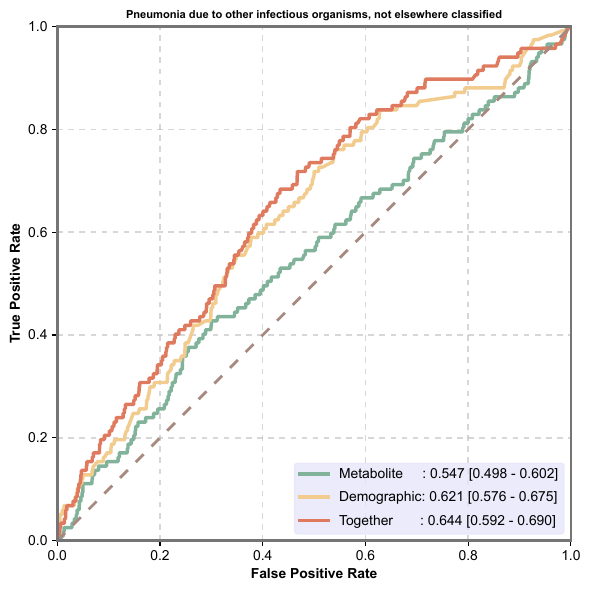 Pneumonia due to other infectious organisms, not elsewhere classified
1.0
0.8
0.6
0.4
0.2
0.0
True Positive Rate
Metabolite : 0.547 [0.498 - 0.602]
Demographic: 0.621 [0.576 - 0.675]
Together : 0.644 [0.592 - 0.690]
0.0 0.2 0.4 0.6 0.8 1.0
False Positive Rate